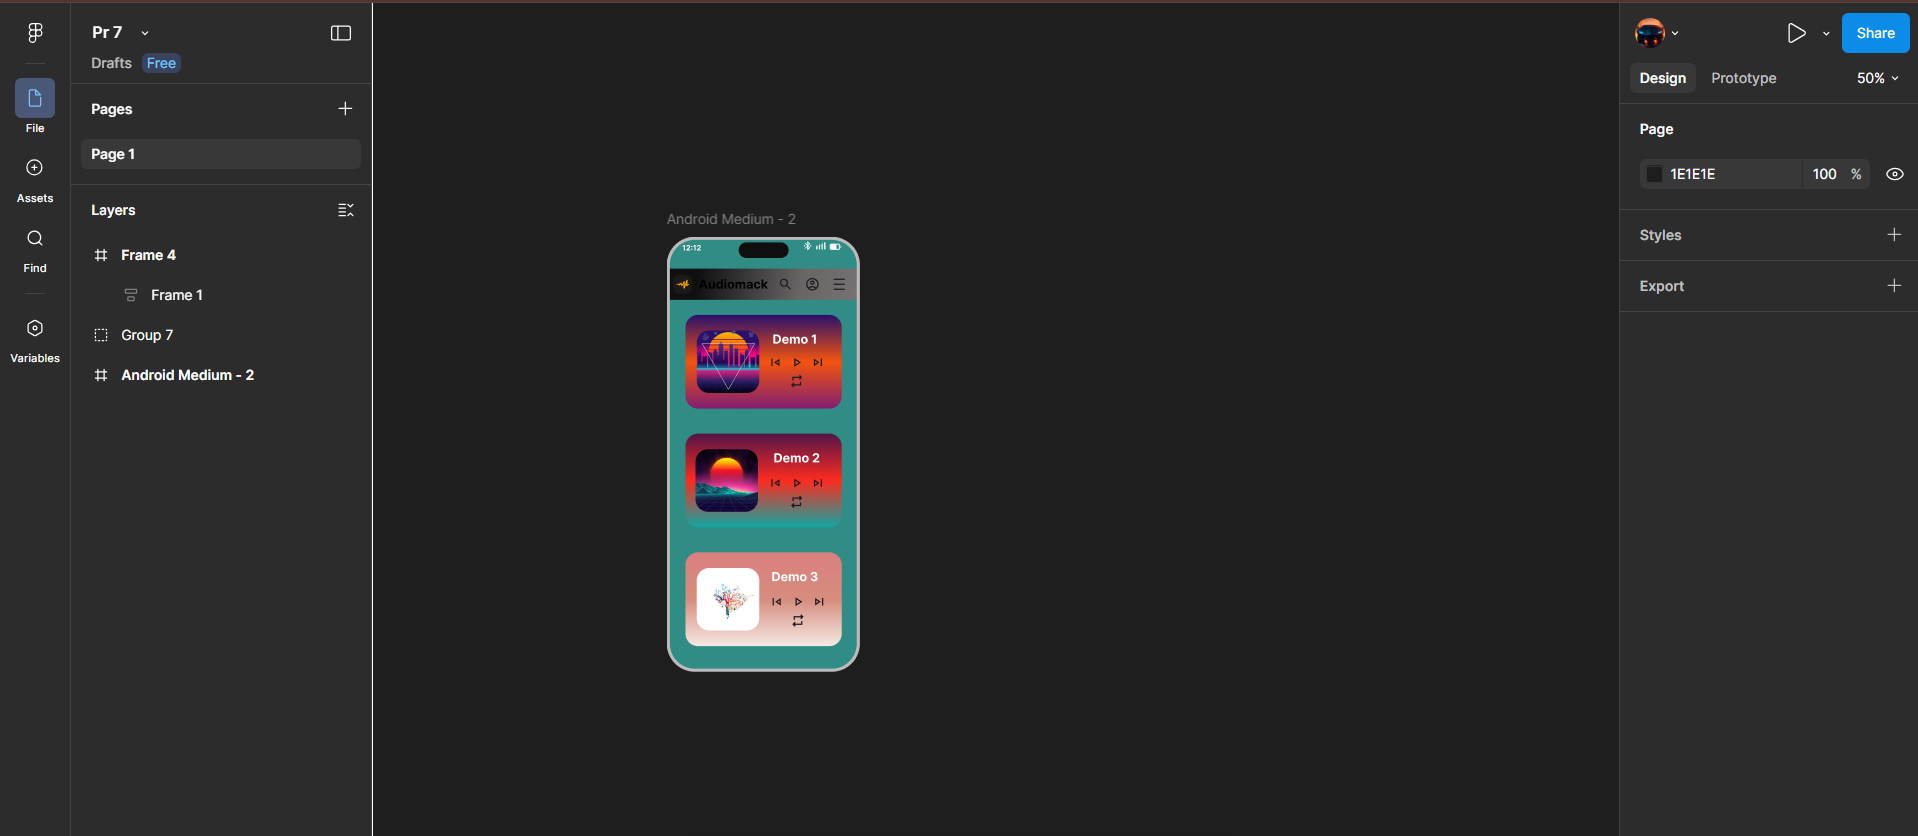 Pr 7
Drafts Free
File
Assets
Find
Variables
Pages
Page 1
Layers
Frame 4
Frame 1
Group 7
Android Medium - 2
Android Medium - 2
12:12
Audiomack
Demo 1
Demo 2
Demo 3
Share
Design Prototype 50%
Page
1E1E1E 100 %
Styles
Export